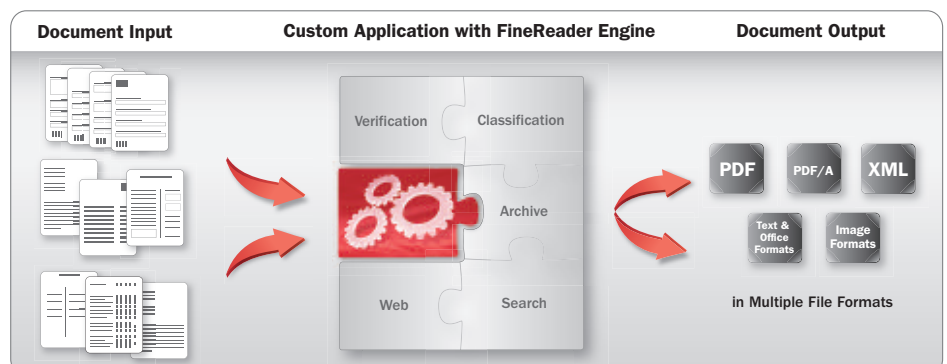 Document Input
Custom Application with FineReader Engine
Document Output
Verification
Classification
Archive
Web
Search
PDF
PDF/A
XML
Text &
Office
Formats
Image
Formats
in Multiple File Formats